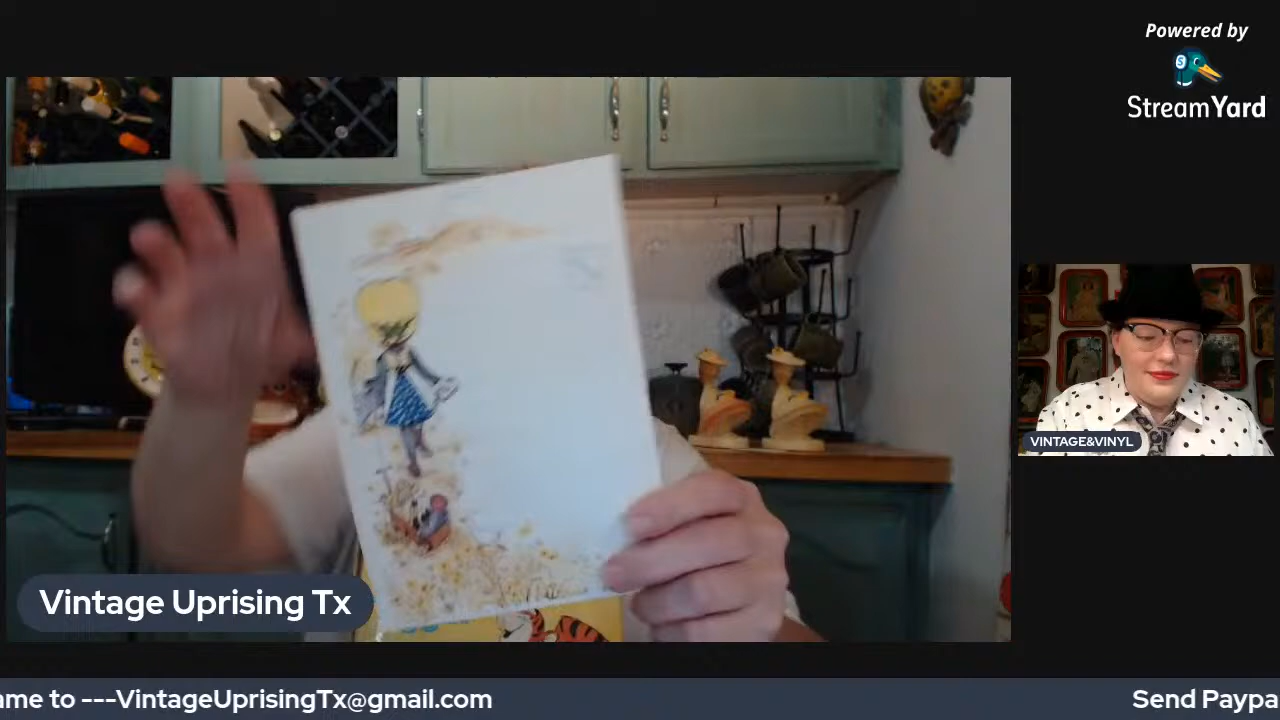 Powered by
StreamYard
VINTAGE&VINYL
Vintage Uprising Tx
ame to ---VintageUprisingTx@gmail.com
Send Paypa